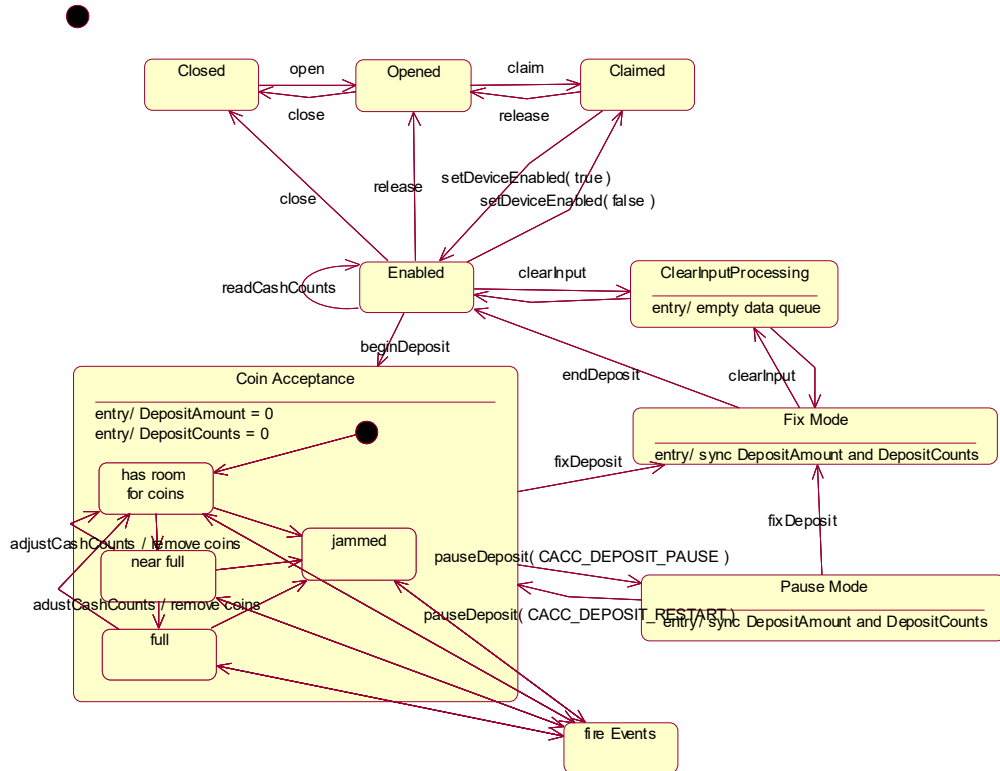 Closed
open
Opened
claim
Claimed
close
release
close
release
setDeviceEnabled( true )
setDeviceEnabled( false )
Enabled
readCashCounts
clearInput
ClearInputProcessing
entry/ empty data queue
beginDeposit
endDeposit
clearInput
Coin Acceptance
entry/ DepositAmount = 0
entry/ DepositCounts = 0
Fix Mode
entry/ sync DepositAmount and DepositCounts
fixDeposit
has room
for coins
jammed
fixDeposit
adjustCashCounts / remove coins
near full
pauseDeposit( CACC_DEPOSIT_PAUSE )
Pause Mode
adustCashCounts / remove coins
pauseDeposit( CACC_DEPOSIT_RESTART )
entry/ sync DepositAmount and DepositCounts
full
fire Events